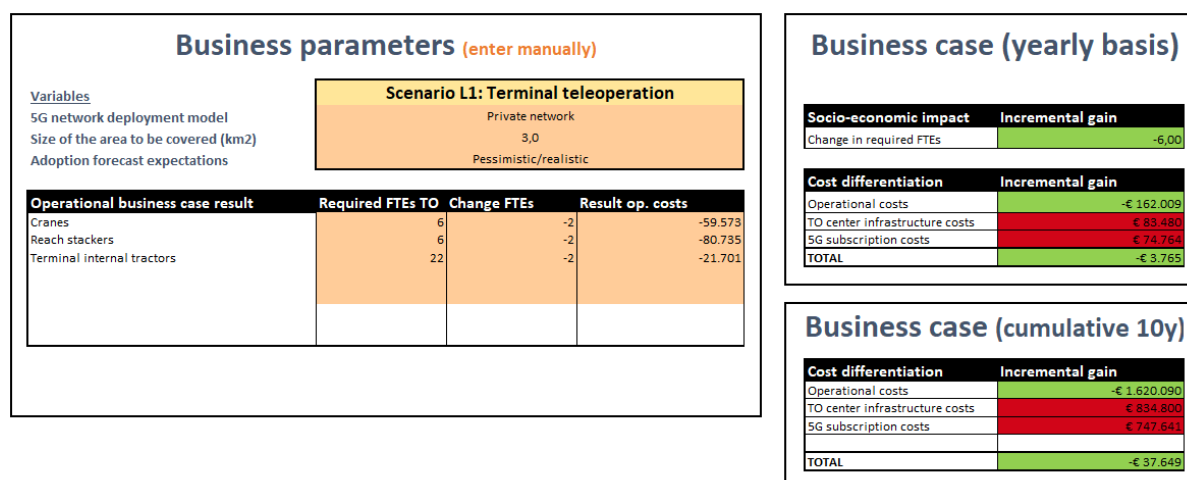 Business parameters (enter manually)
Variables
Scenario L1: Terminal teleoperation
5G network deployment model Private network
Size of the area to be covered (km2) 3,0
Adoption forecast expectations Pessimistic/realistic
Operational business case result Required FTEs TO Change FTEs Result op. costs
Cranes 6 -2 -59.573
Reach stackers 6 -2 -80.735
Terminal internal tractors 22 -2 -21.701
Business case (yearly basis)
Socio-economic impact Incremental gain
Change in required FTEs -6,00
Cost differentiation Incremental gain
Operational costs -€ 162.009
TO center infrastructure costs € 83.480
5G subscription costs € 74.764
TOTAL -€ 3.765
Business case (cumulative 10y)
Cost differentiation Incremental gain
Operational costs -€ 1.620.090
TO center infrastructure costs € 834.800
5G subscription costs € 747.641
TOTAL -€ 37.649